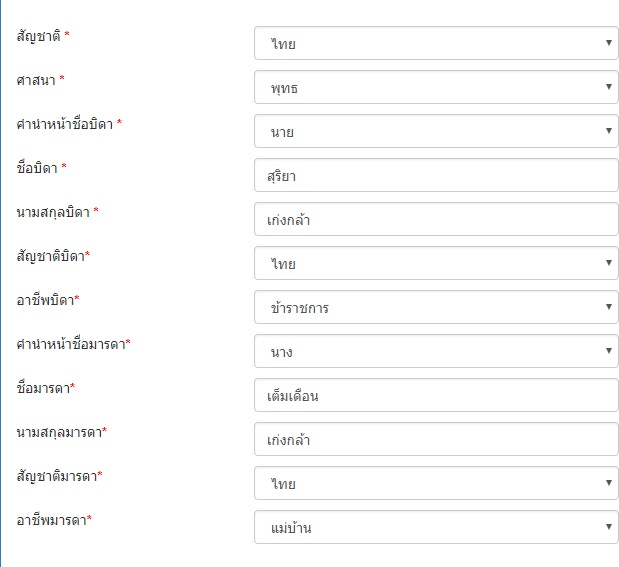 สัญชาติ * ไทย
ศาสนา * พุทธ
คำนำหน้าชื่อบิดา * นาย
ชื่อบิดา * สุริยา
นามสกุลบิดา * เก่งกล้า
สัญชาติบิดา* ไทย
อาชีพบิดา* ข้าราชการ
คำนำหน้าชื่อมารดา* นาง
ชื่อมารดา* เต็มเดือน
นามสกุลมารดา* เก่งกล้า
สัญชาติมารดา* ไทย
อาชีพมารดา* แม่บ้าน